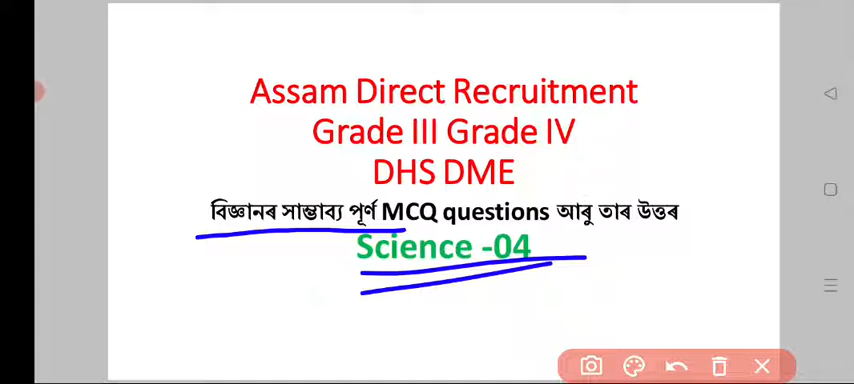 Assam Direct Recruitment
Grade III Grade IV
DHS DME
বিজ্ঞানৰ সাম্ভাব্য পূৰ্ণ MCQ questions আৰু তাৰ উত্তৰ
Science -04